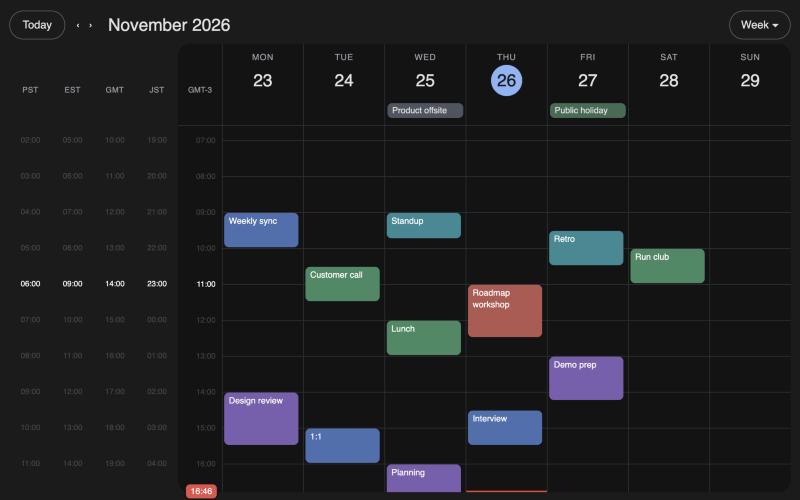 Today ‹ › November 2026 Week
MON TUE WED THU FRI SAT SUN
23 24 25 26 27 28 29
PST EST GMT JST GMT-3
Product offsite Public holiday
02:00 05:00 10:00 19:00 07:00
03:00 06:00 11:00 20:00 08:00
04:00 07:00 12:00 21:00 09:00
Weekly sync Standup
Retro
05:00 08:00 13:00 22:00 10:00
Run club
Customer call
06:00 09:00 14:00 23:00 11:00
Roadmap
workshop
07:00 10:00 15:00 00:00 12:00
Lunch
08:00 11:00 16:00 01:00 13:00
Demo prep
09:00 12:00 17:00 02:00 14:00
Design review
Interview
10:00 13:00 18:00 03:00 15:00
1:1
11:00 14:00 19:00 04:00 16:00
Planning
16:46